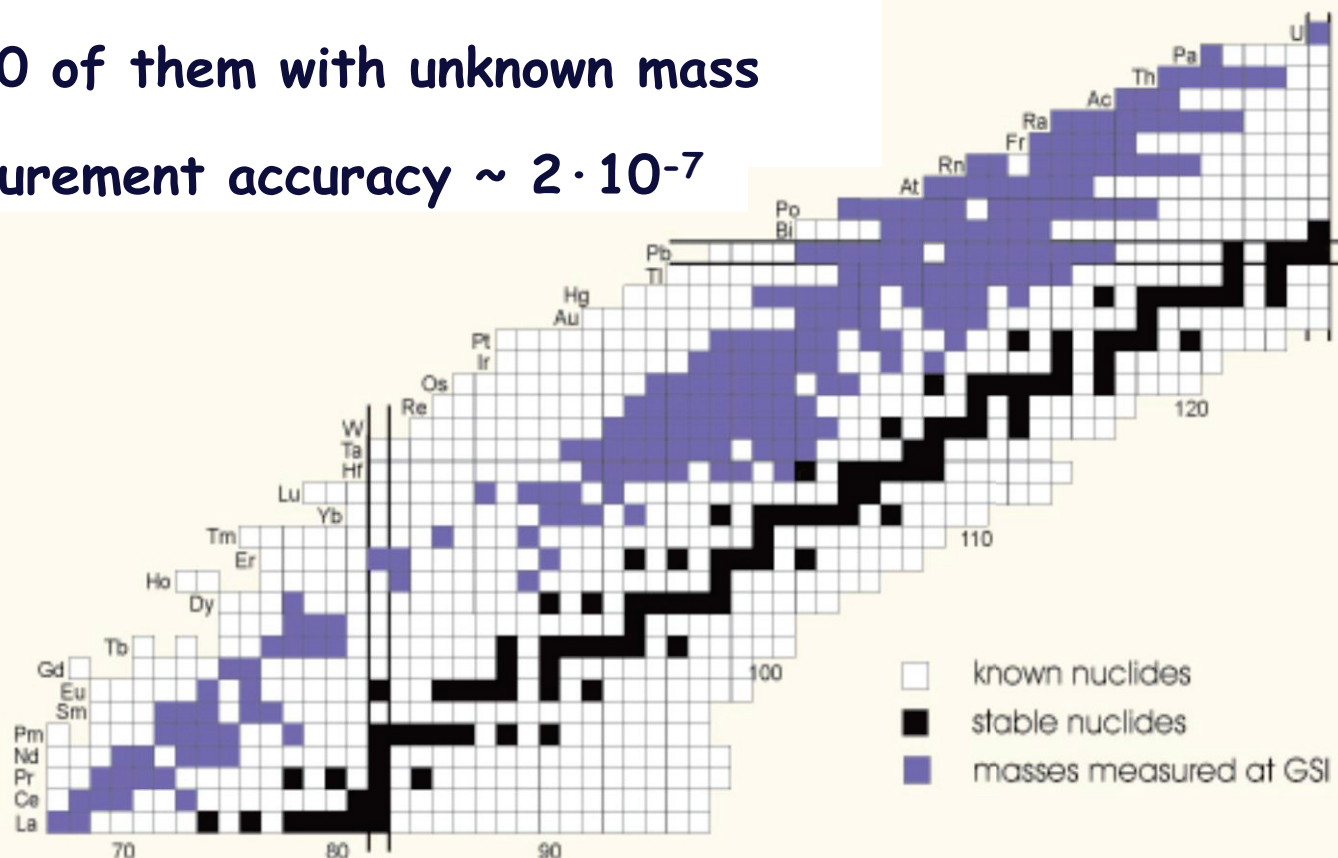 0 of them with unknown mass
urement accuracy ~ 2·10⁻⁷
U
Pa
Th
Ac
Ra
Fr
Rn
At
Po
Bi
Pb
Tl
Hg
Au
Pt
Ir
Os
Re
W
Ta
Hf
Lu
Yb
Tm
Er
Ho
Dy
Tb
Gd
Eu
Sm
Pm
Nd
Pr
Ce
La
70
80
90
100
110
120
known nuclides
stable nuclides
masses measured at GSI